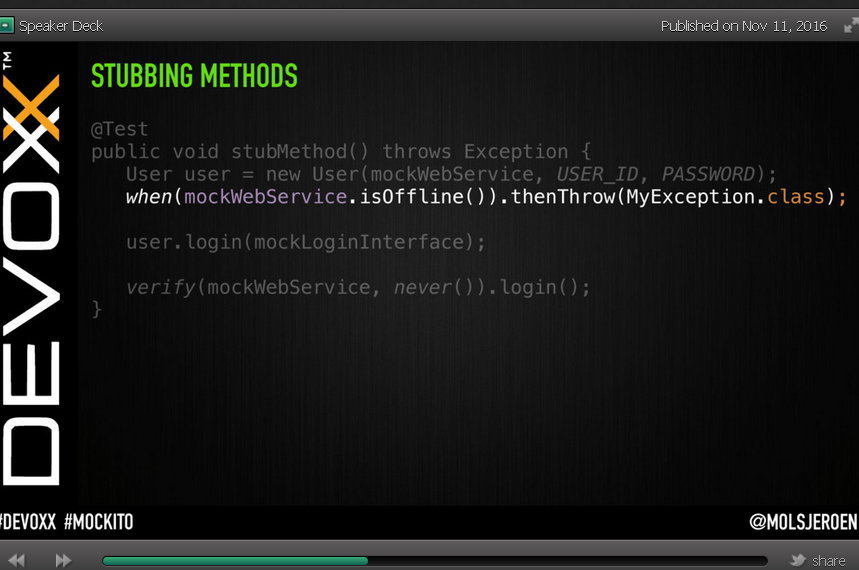 Speaker Deck
Published on Nov 11, 2016
DEVOXX™
STUBBING METHODS
@Test
public void stubMethod() throws Exception {
User user = new User(mockWebService, USER_ID, PASSWORD);
when(mockWebService.isOffline()).thenThrow(MyException.class);
user.login(mockLoginInterface);
verify(mockWebService, never()).login();
}
#DEVOXX #MOCKITO
@MOLSJEROEN
share